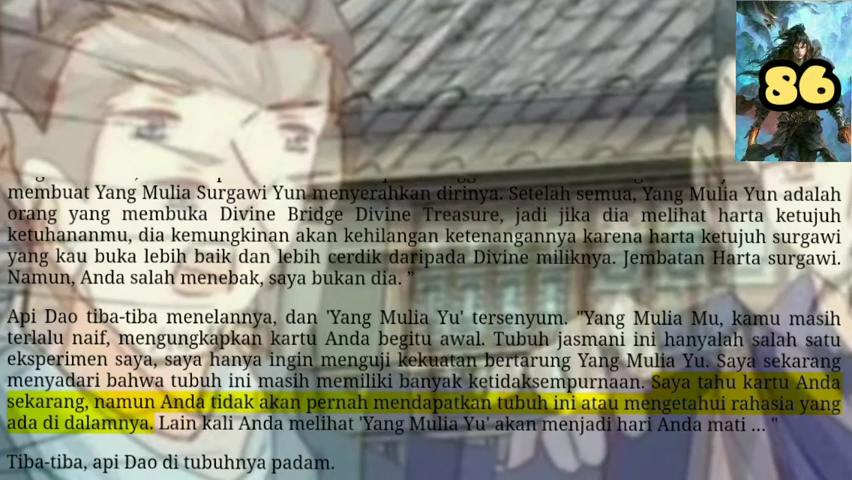 86
membuat Yang Mulia Surgawi Yun menyerahkan dirinya. Setelah semua, Yang Mulia Yun adalah
orang yang membuka Divine Bridge Divine Treasure, jadi jika dia melihat harta ketujuh
ketuhananmu, dia kemungkinan akan kehilangan ketenangannya karena harta ketujuh surgawi
yang kau buka lebih baik dan lebih cerdik daripada Divine miliknya. Jembatan Harta surgawi.
Namun, Anda salah menebak, saya bukan dia. ”
Api Dao tiba-tiba menelannya, dan 'Yang Mulia Yu' tersenyum. "Yang Mulia Mu, kamu masih
terlalu naif, mengungkapkan kartu Anda begitu awal. Tubuh jasmani ini hanyalah salah satu
eksperimen saya, saya hanya ingin menguji kekuatan bertarung Yang Mulia Yu. Saya sekarang
menyadari bahwa tubuh ini masih memiliki banyak ketidaksempurnaan. Saya tahu kartu Anda
sekarang, namun Anda tidak akan pernah mendapatkan tubuh ini atau mengetahui rahasia yang
ada di dalamnya. Lain kali Anda melihat 'Yang Mulia Yu' akan menjadi hari Anda mati ... "
Tiba-tiba, api Dao di tubuhnya padam.